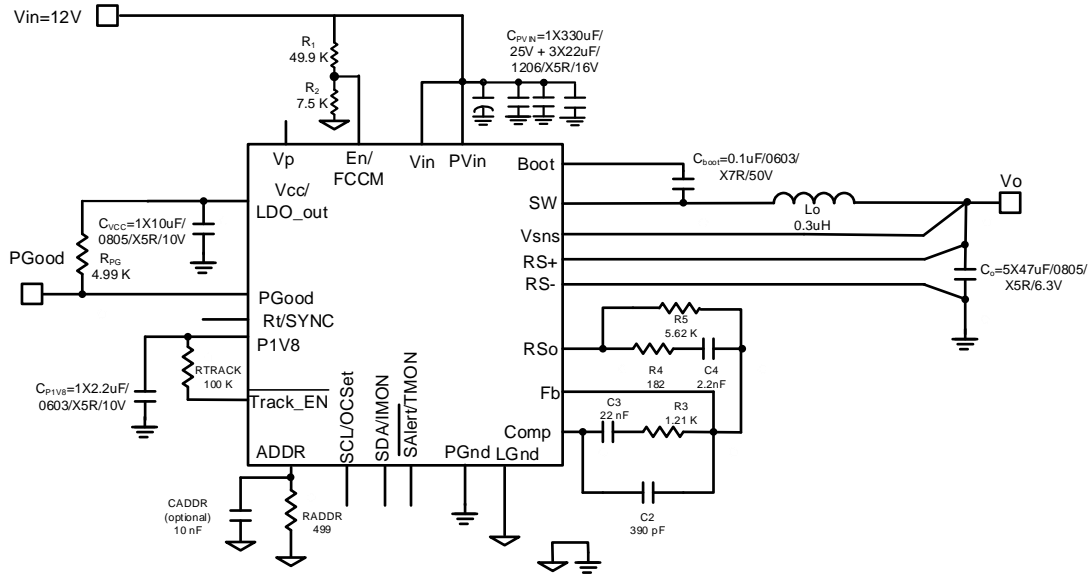 Vin=12V
R1
49.9 K
R2
7.5 K
CPVIN=1X330uF/
25V + 3X22uF/
1206/X5R/16V
Vp
En/
FCCM
Vin
PVin
Boot
Cboot=0.1uF/0603/
X7R/50V
Vcc/
LDO_out
SW
Lo
0.3uH
Vo
CVCC=1X10uF/
0805/X5R/10V
Vsns
RS+
RS-
Co=5X47uF/0805/
X5R/6.3V
PGood
RPG
4.99 K
PGood
Rt/SYNC
P1V8
R5
5.62 K
RSo
R4
182
C4
2.2nF
RTRACK
100 K
CP1V8=1X2.2uF/
0603/X5R/10V
Track_EN
Fb
C3
22 nF
R3
1.21 K
Comp
ADDR
SCL/OCSet
SDA/IMON
SAlert/TMON
PGnd
LGnd
CADDR
(optional)
10 nF
RADDR
499
C2
390 pF